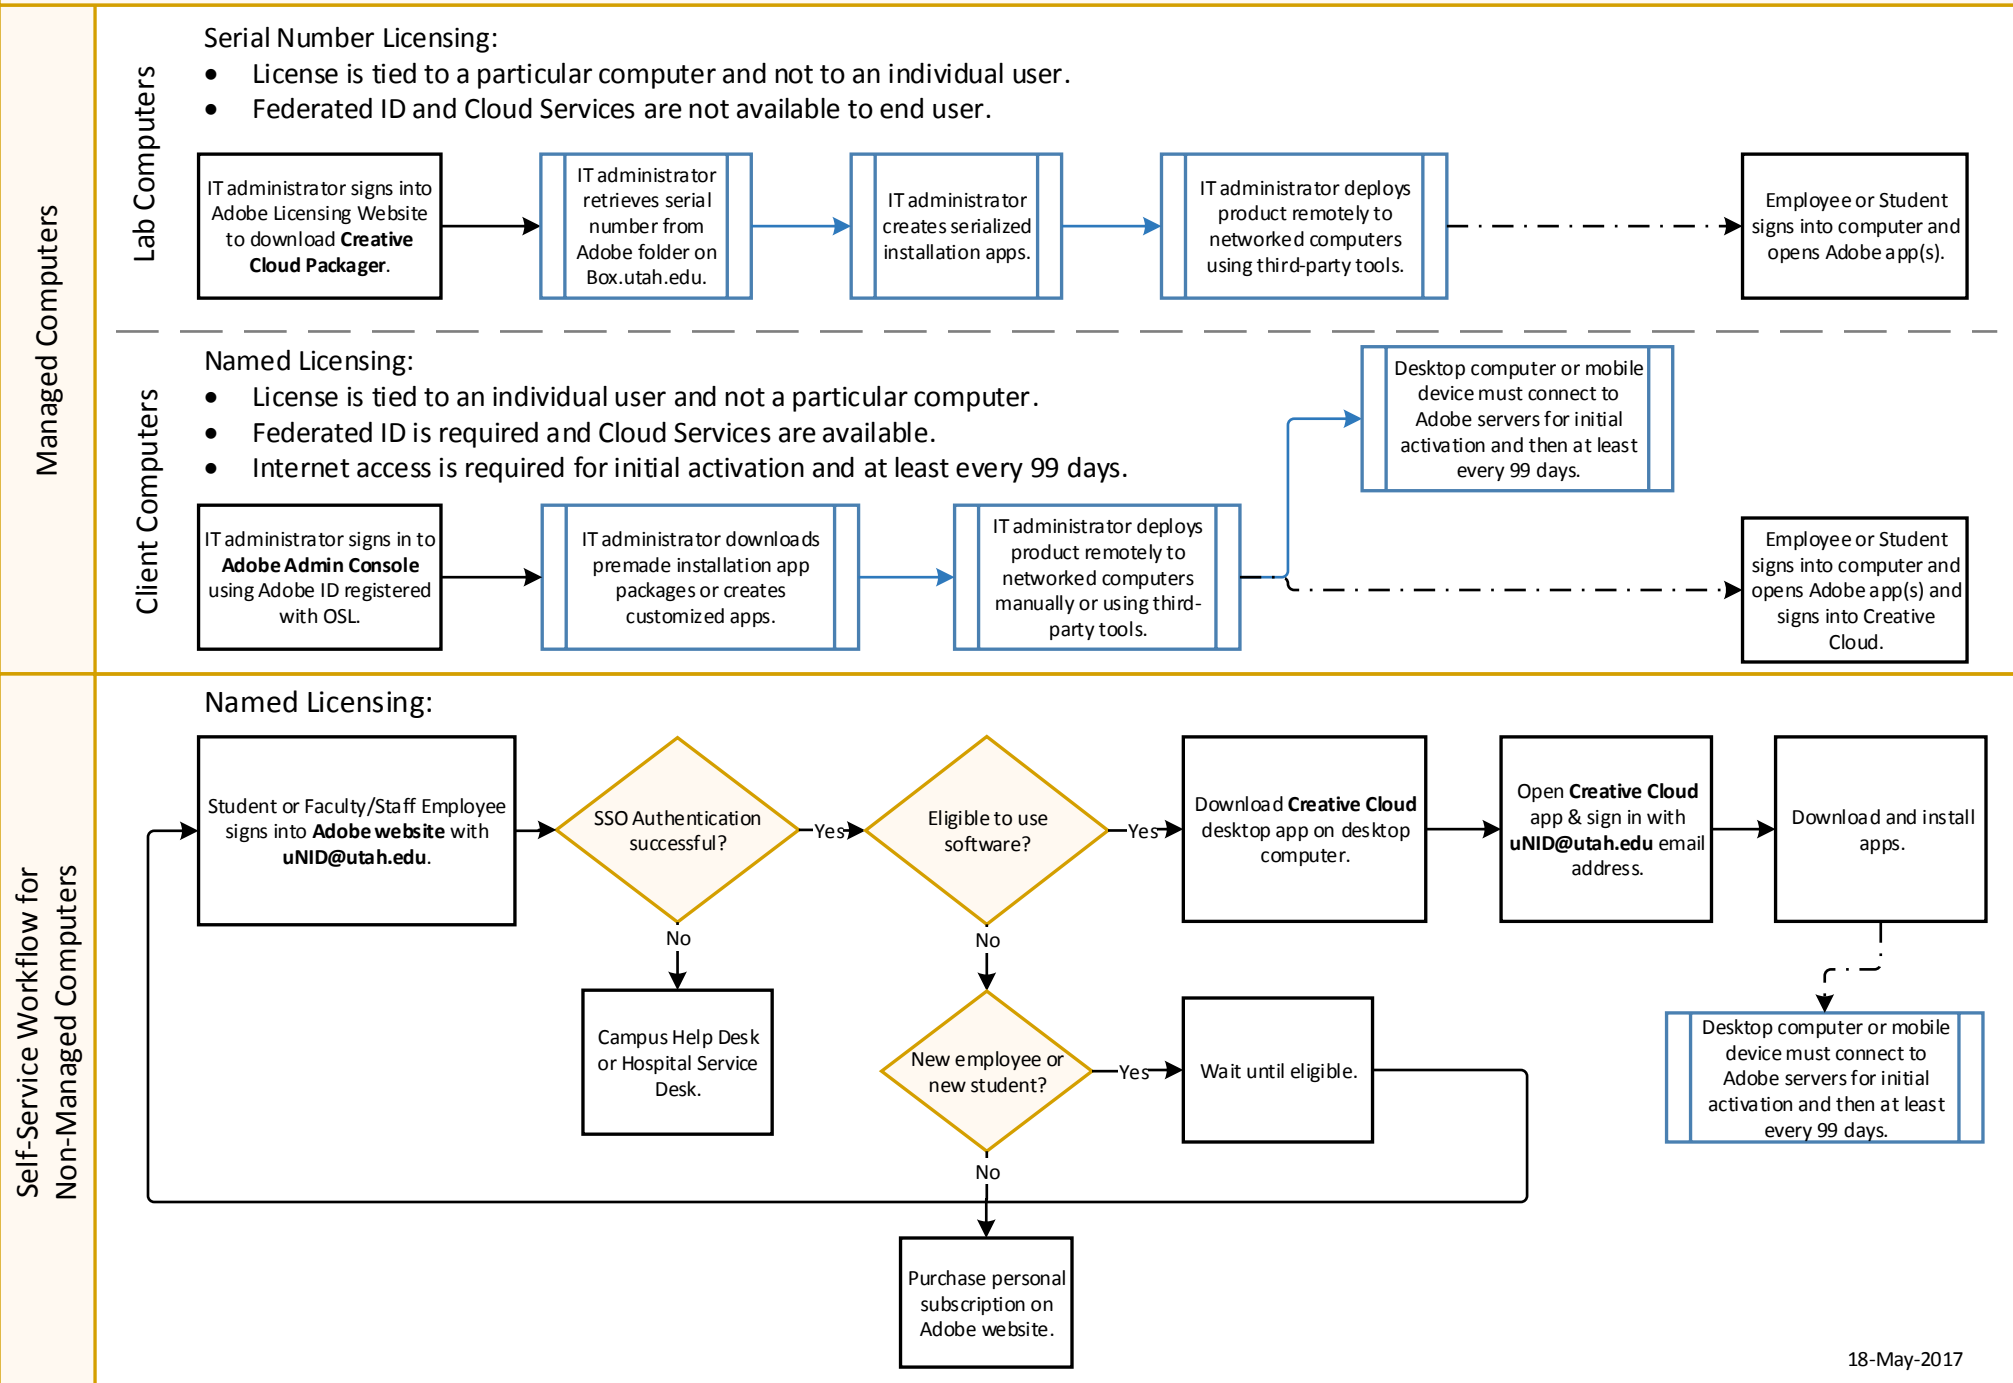 Managed Computers
Lab Computers
Serial Number Licensing:
• License is tied to a particular computer and not to an individual user.
• Federated ID and Cloud Services are not available to end user.
IT administrator signs into
Adobe Licensing Website
to download Creative
Cloud Packager.
IT administrator
retrieves serial
number from
Adobe folder on
Box.utah.edu.
IT administrator
creates serialized
installation apps.
IT administrator deploys
product remotely to
networked computers
using third-party tools.
Employee or Student
signs into computer and
opens Adobe app(s).
Client Computers
Named Licensing:
• License is tied to an individual user and not a particular computer.
• Federated ID is required and Cloud Services are available.
• Internet access is required for initial activation and at least every 99 days.
Desktop computer or mobile
device must connect to
Adobe servers for initial
activation and then at least
every 99 days.
IT administrator signs in to
Adobe Admin Console
using Adobe ID registered
with OSL.
IT administrator downloads
premade installation app
packages or creates
customized apps.
IT administrator deploys
product remotely to
networked computers
manually or using third-
party tools.
Employee or Student
signs into computer and
opens Adobe app(s) and
signs into Creative
Cloud.
Self-Service Workflow for
Non-Managed Computers
Named Licensing:
Student or Faculty/Staff Employee
signs into Adobe website with
uNID@utah.edu.
SSO Authentication
successful?
Yes
Eligible to use
software?
Yes
Download Creative Cloud
desktop app on desktop
computer.
Open Creative Cloud
app & sign in with
uNID@utah.edu email
address.
Download and install
apps.
No
No
Campus Help Desk
or Hospital Service
Desk.
New employee or
new student?
Yes
Wait until eligible.
Desktop computer or mobile
device must connect to
Adobe servers for initial
activation and then at least
every 99 days.
No
Purchase personal
subscription on
Adobe website.
18-May-2017